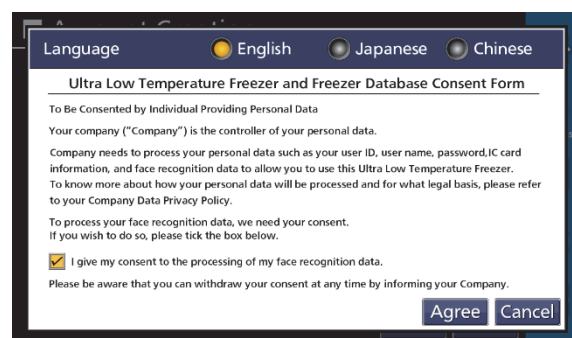 Language
English
Japanese
Chinese
Ultra Low Temperature Freezer and Freezer Database Consent Form
To Be Consented by Individual Providing Personal Data
Your company ("Company") is the controller of your personal data.
Company needs to process your personal data such as your user ID, user name, password,IC card
information, and face recognition data to allow you to use this Ultra Low Temperature Freezer.
To know more about how your personal data will be processed and for what legal basis, please refer
to your Company Data Privacy Policy.
To process your face recognition data, we need your consent.
If you wish to do so, please tick the box below.
I give my consent to the processing of my face recognition data.
Please be aware that you can withdraw your consent at any time by informing your Company.
Agree
Cancel